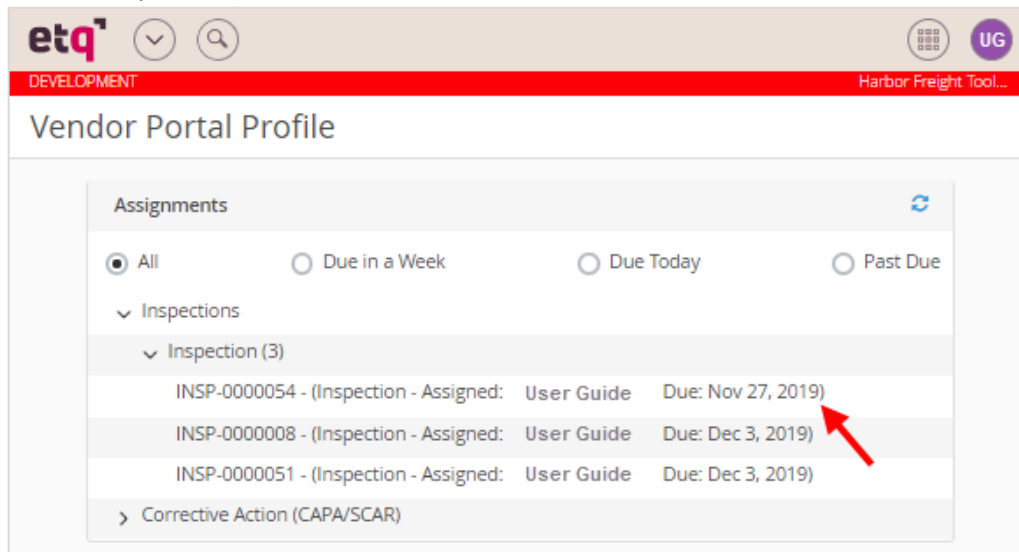 etq
UG
DEVELOPMENT Harbor Freight Tool...
Vendor Portal Profile
Assignments
All Due in a Week Due Today Past Due
Inspections
Inspection (3)
INSP-0000054 - (Inspection - Assigned: User Guide Due: Nov 27, 2019)
INSP-0000008 - (Inspection - Assigned: User Guide Due: Dec 3, 2019)
INSP-0000051 - (Inspection - Assigned: User Guide Due: Dec 3, 2019)
Corrective Action (CAPA/SCAR)